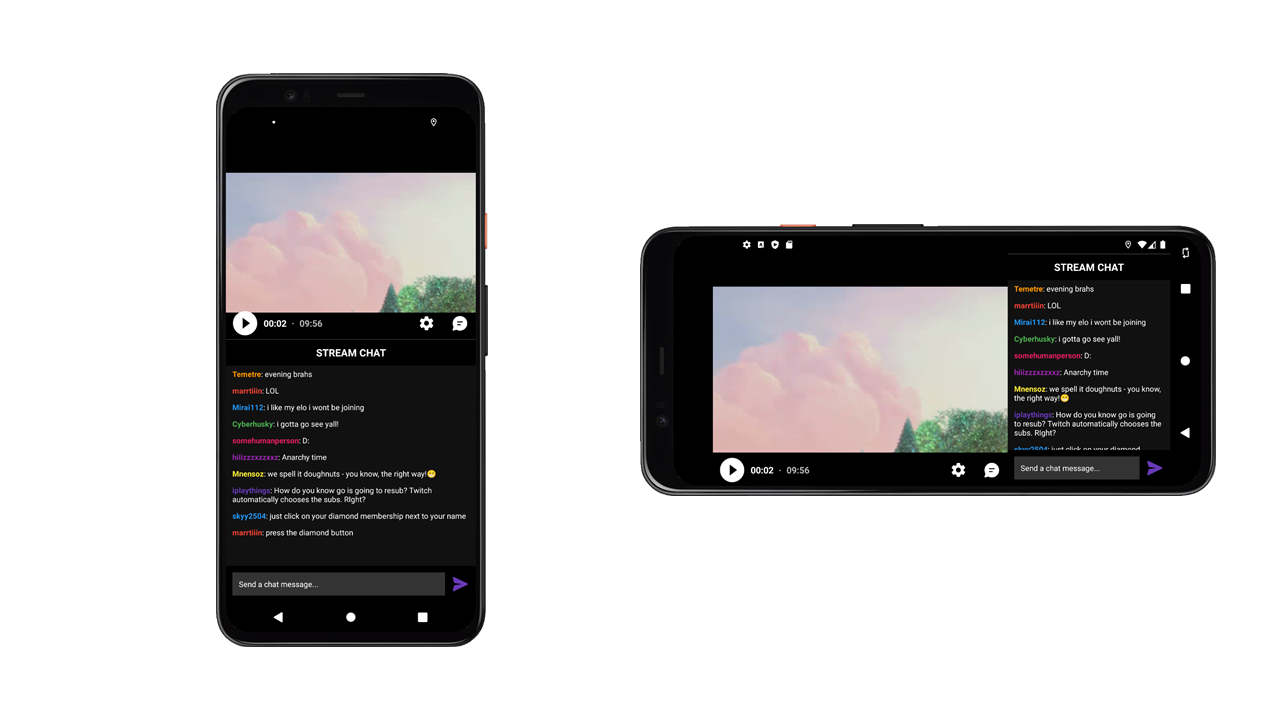 00:02 · 09:56
STREAM CHAT
Temetre: evening brahs
marrtiiin: LOL
Mirai112: i like my elo i wont be joining
Cyberhusky: i gotta go see yall!
somehumanperson: D:
hiiizzzxzzxxz: Anarchy time
Mnensoz: we spell it doughnuts - you know, the right way!😁
iplaythings: How do you know go is going to resub? Twitch
automatically chooses the subs. RIght?
skyy2504: just click on your diamond membership next to your name
marrtiiin: press the diamond button
Send a chat message...
STREAM CHAT
Temetre: evening brahs
marrtiiin: LOL
Mirai112: i like my elo i wont be joining
Cyberhusky: i gotta go see yall!
somehumanperson: D:
hiiizzzxzzxxz: Anarchy time
Mnensoz: we spell it doughnuts - you know,
the right way!😁
iplaythings: How do you know go is going
to resub? Twitch automatically chooses the
subs. RIght?
skyy2504: just click on your diamond
Send a chat message...
00:02 · 09:56